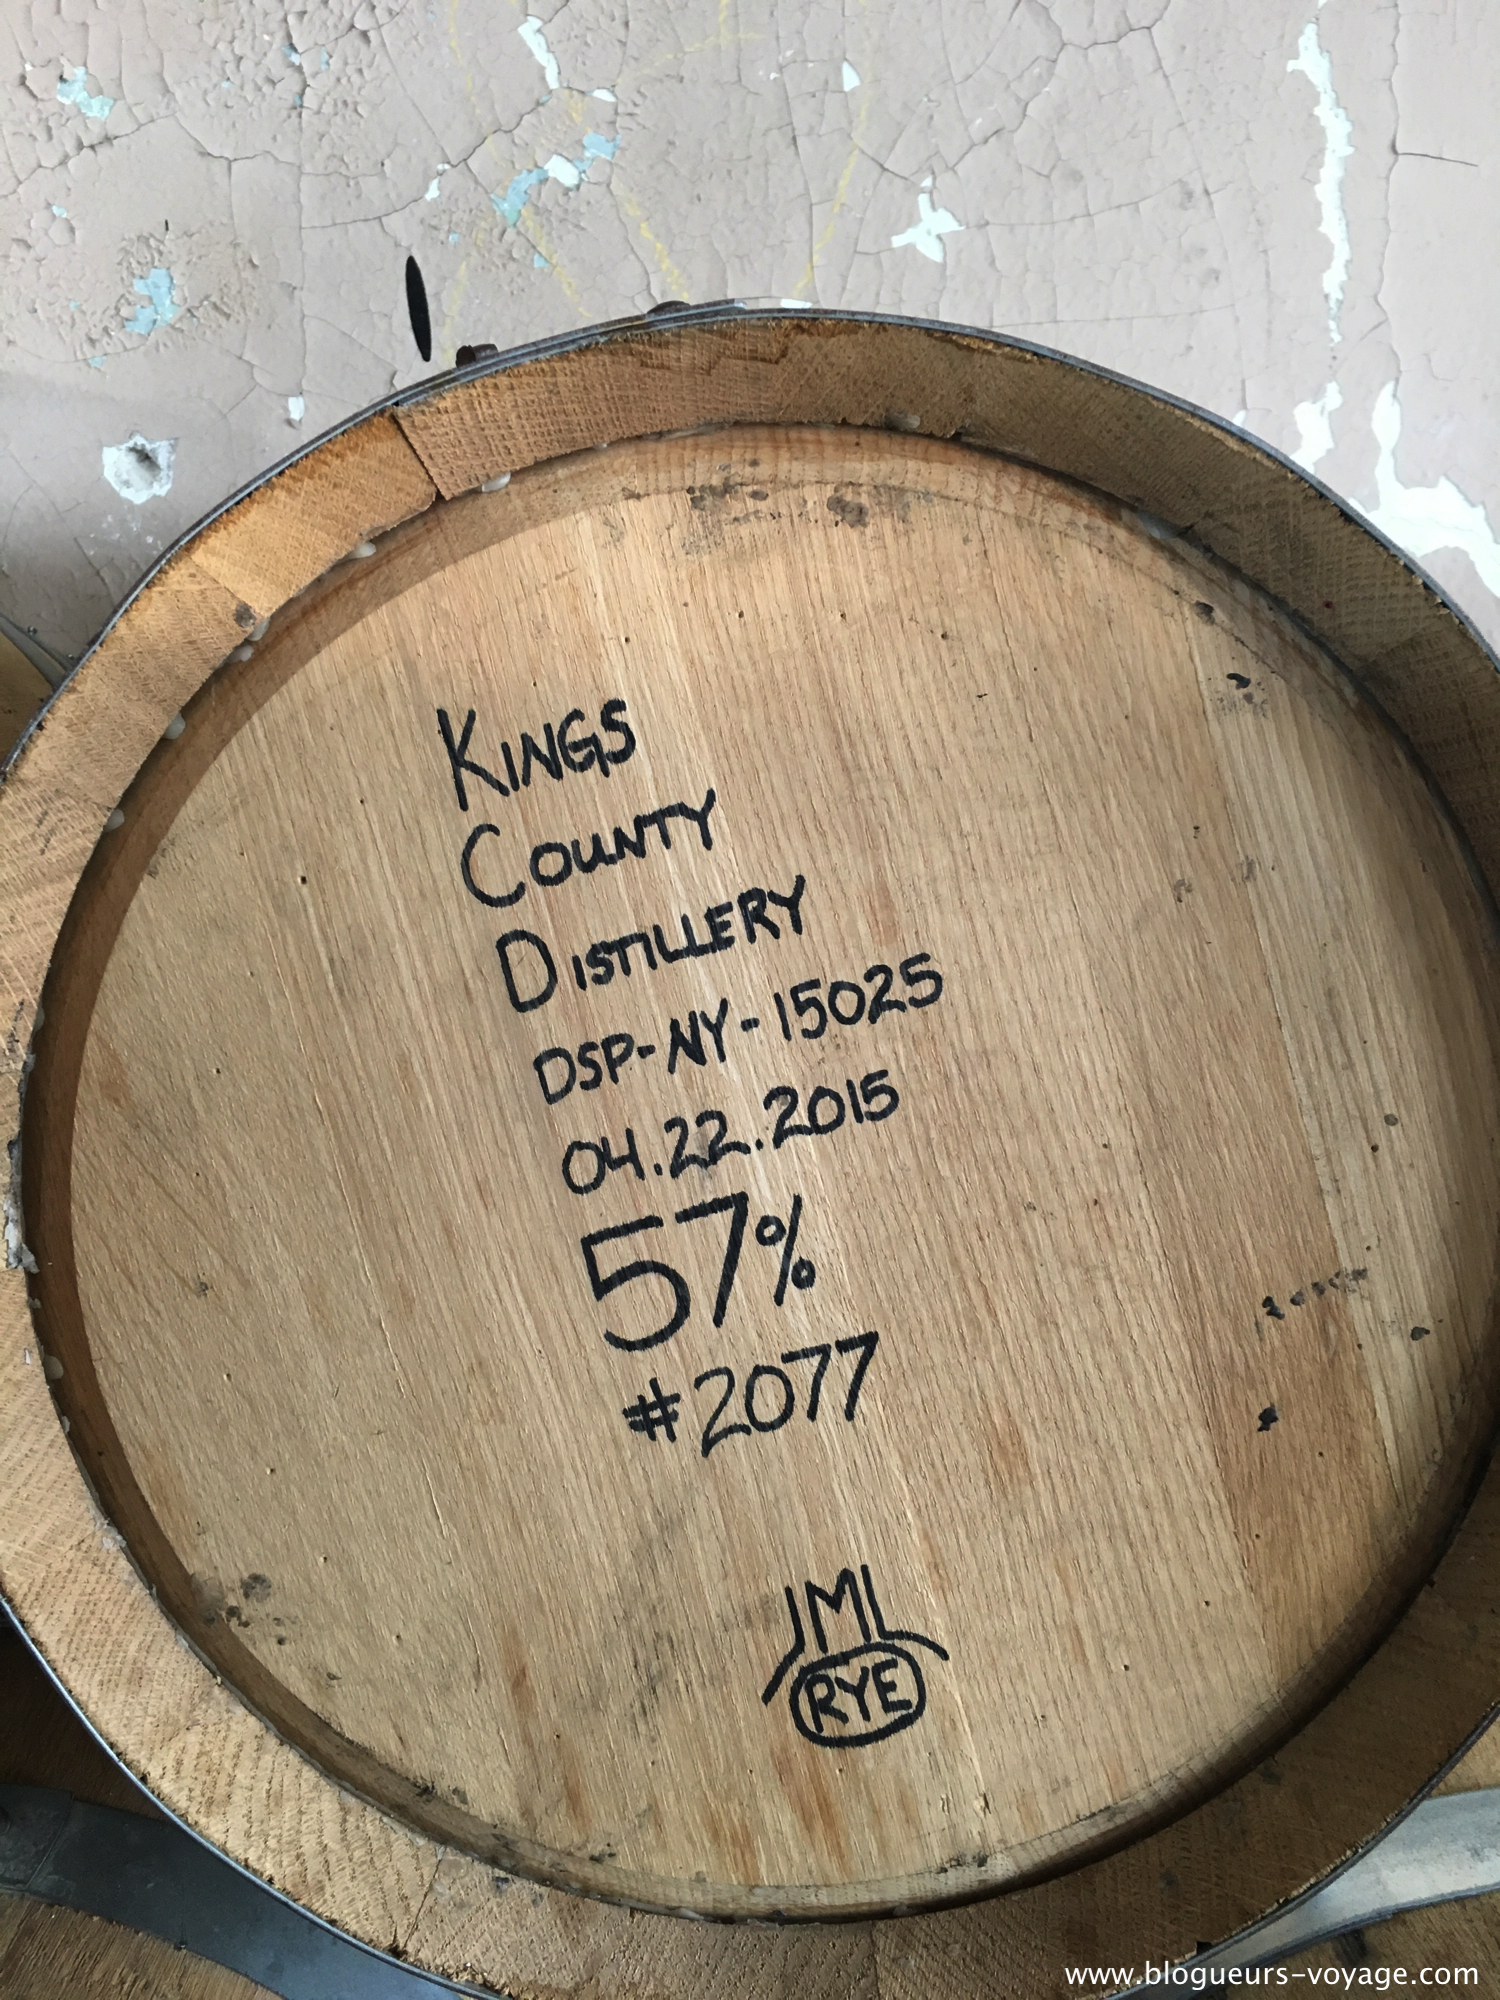 KINGS
COUNTY
DISTILLERY
DSP-NY-15025
04.22.2015
57%
#2077
JML
RYE
www.blogueurs-voyage.com